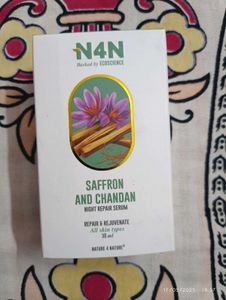 N4N
Backed by ECOSCIENCE
SAFFRON
AND CHANDAN
NIGHT REPAIR SERUM
REPAIR & REJUVENATE
All skin types
30 ml
NATURE 4 NATURE®